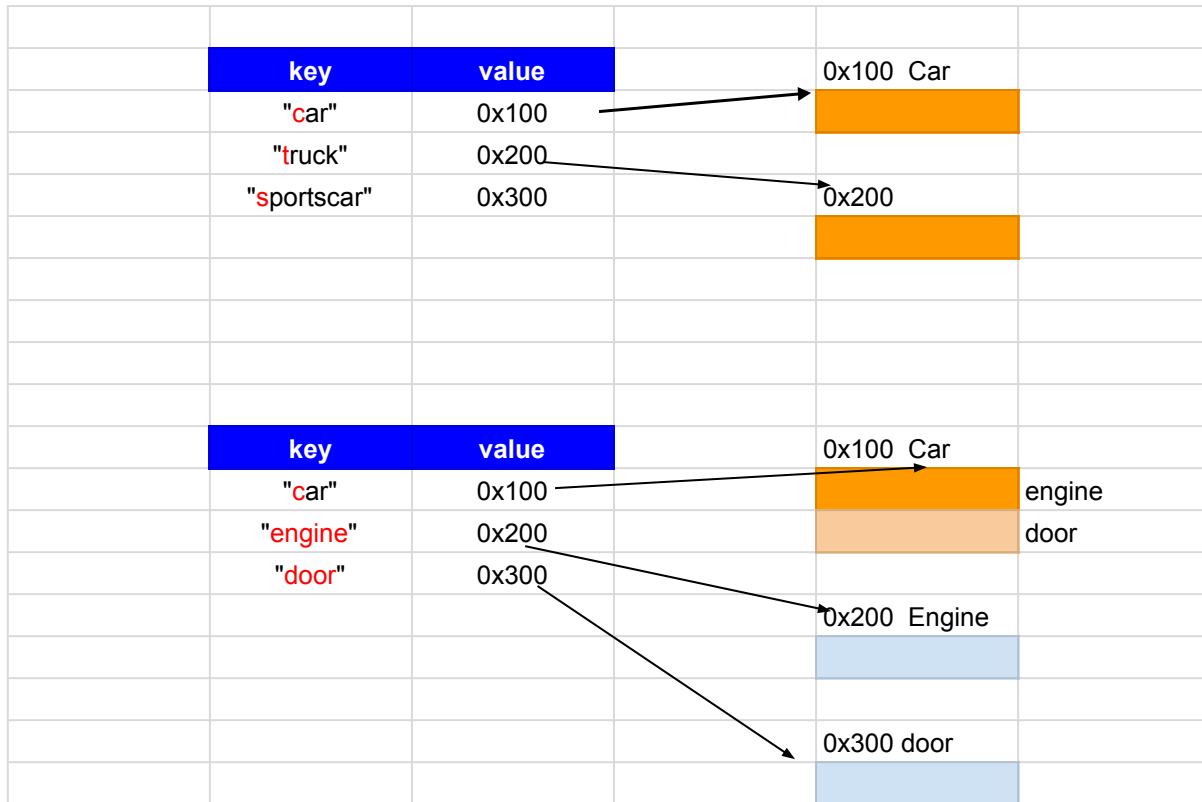 key value 0x100 Car
"car" 0x100
"truck" 0x200
"sportscar" 0x300 0x200
key value 0x100 Car
"car" 0x100 engine
"engine" 0x200 door
"door" 0x300
0x200 Engine
0x300 door